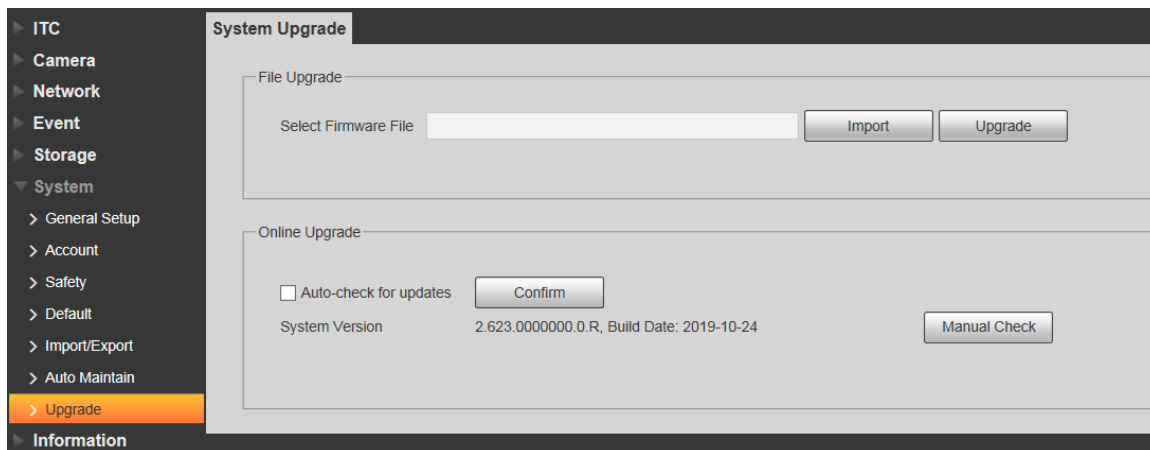 ITC
Camera
Network
Event
Storage
System
General Setup
Account
Safety
Default
Import/Export
Auto Maintain
Upgrade
Information
System Upgrade
File Upgrade
Select Firmware File Import Upgrade
Online Upgrade
Auto-check for updates Confirm
System Version 2.623.0000000.0.R, Build Date: 2019-10-24 Manual Check